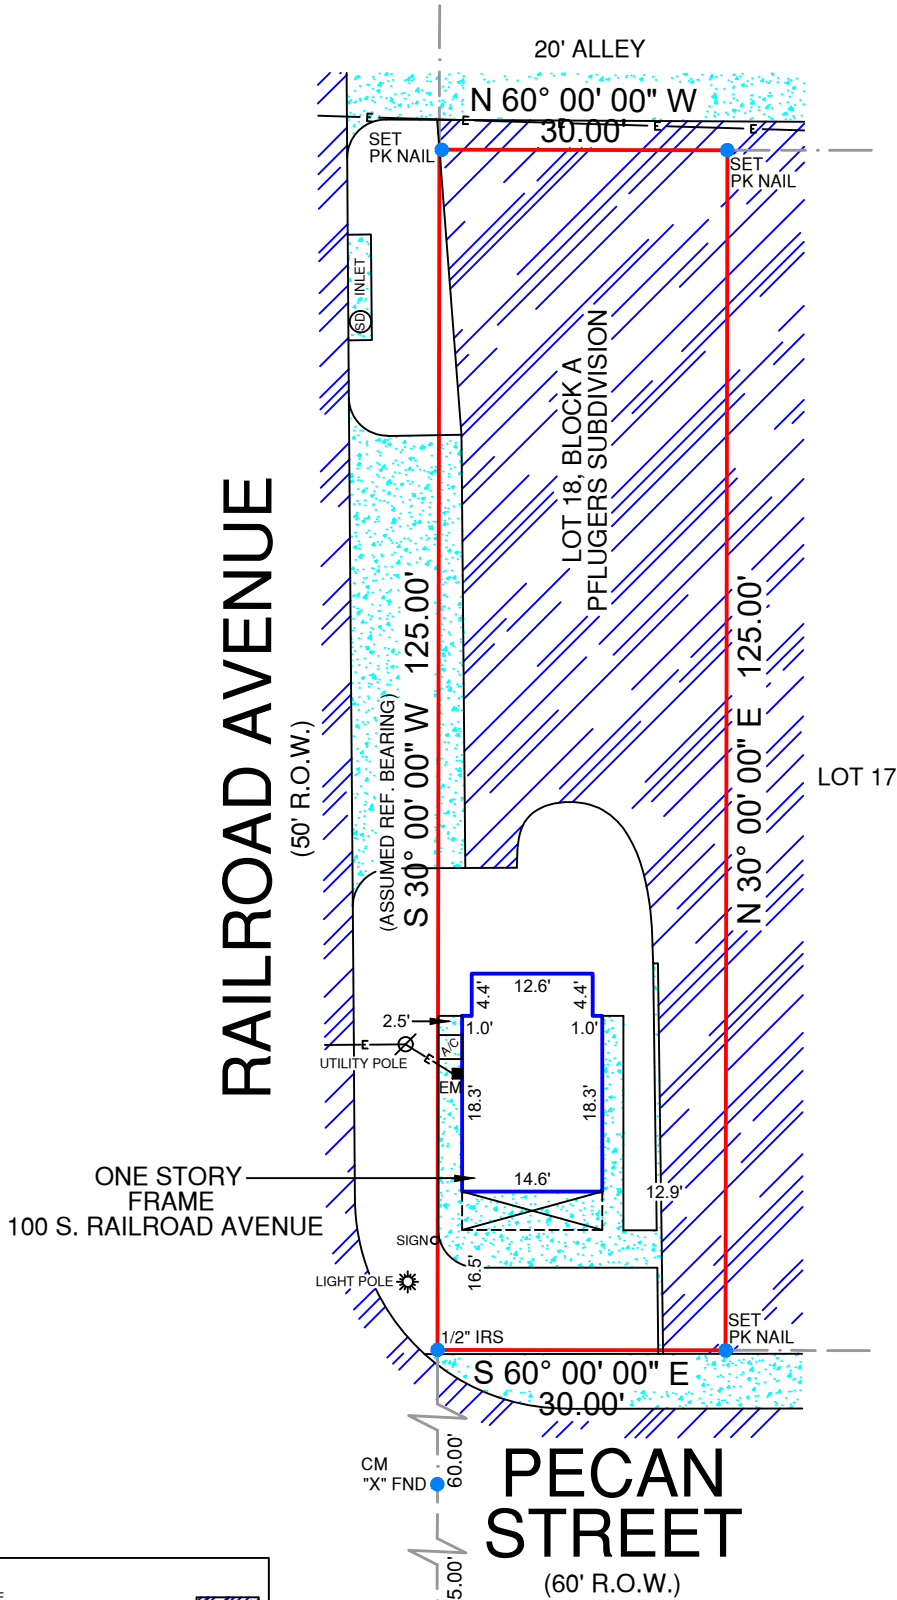 20' ALLEY
N 60° 00' 00" W
30.00'
E
E
E
E
E
SET
PK NAIL
SET
PK NAIL
INLET
SD
LOT 18, BLOCK A
PFLUGERS SUBDIVISION
RAILROAD AVENUE
(50' R.O.W.)
(ASSUMED REF. BEARING)
S 30° 00' 00" W 125.00'
N 30° 00' 00" E 125.00'
LOT 17
4.4'
12.6'
4.4'
2.5'
1.0'
1.0'
A/C
E
E
UTILITY POLE
EM
18.3'
18.3'
ONE STORY
FRAME
100 S. RAILROAD AVENUE
14.6'
12.9'
SIGN
16.5'
LIGHT POLE
1/2" IRS
SET
PK NAIL
S 60° 00' 00" E
30.00'
60.00'
CM
"X" FND
PECAN
STREET
(60' R.O.W.)
5.00'